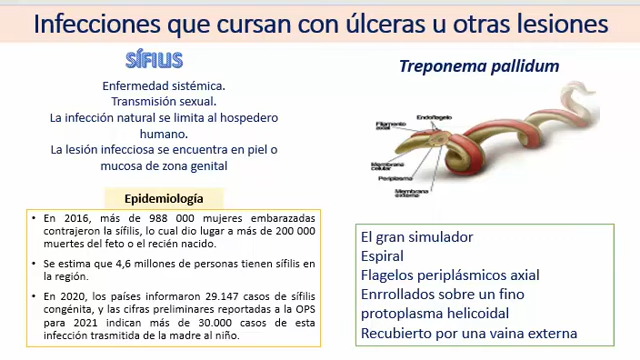 Infecciones que cursan con úlceras u otras lesiones
SÍFILIS
Enfermedad sistémica.
Transmisión sexual.
La infección natural se limita al hospedero
humano.
La lesión infecciosa se encuentra en piel o
mucosa de zona genital
Epidemiología
• En 2016, más de 988 000 mujeres embarazadas
contrajeron la sífilis, lo cual dio lugar a más de 200 000
muertes del feto o el recién nacido.
• Se estima que 4,6 millones de personas tienen sífilis en
la región.
• En 2020, los países informaron 29.147 casos de sífilis
congénita, y las cifras preliminares reportadas a la OPS
para 2021 indican más de 30.000 casos de esta
infección trasmitida de la madre al niño.
Treponema pallidum
Endoflagelo
Filamento
axial
Membrana
celular
Periplasma
Membrana
externa
El gran simulador
Espiral
Flagelos periplásmicos axial
Enrrollados sobre un fino
protoplasma helicoidal
Recubierto por una vaina externa